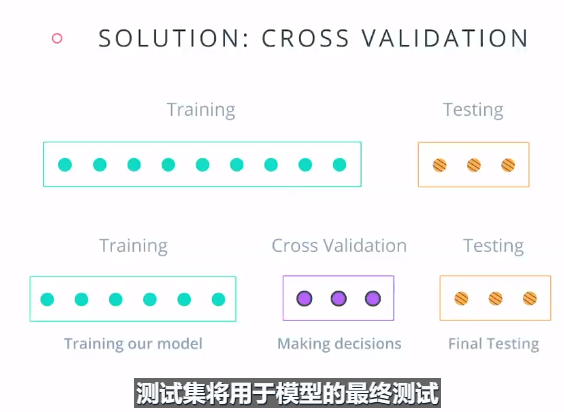 SOLUTION: CROSS VALIDATION
Training Testing
Training Cross Validation Testing
Training our model Making decisions Final Testing
测试集将用于模型的最终测试